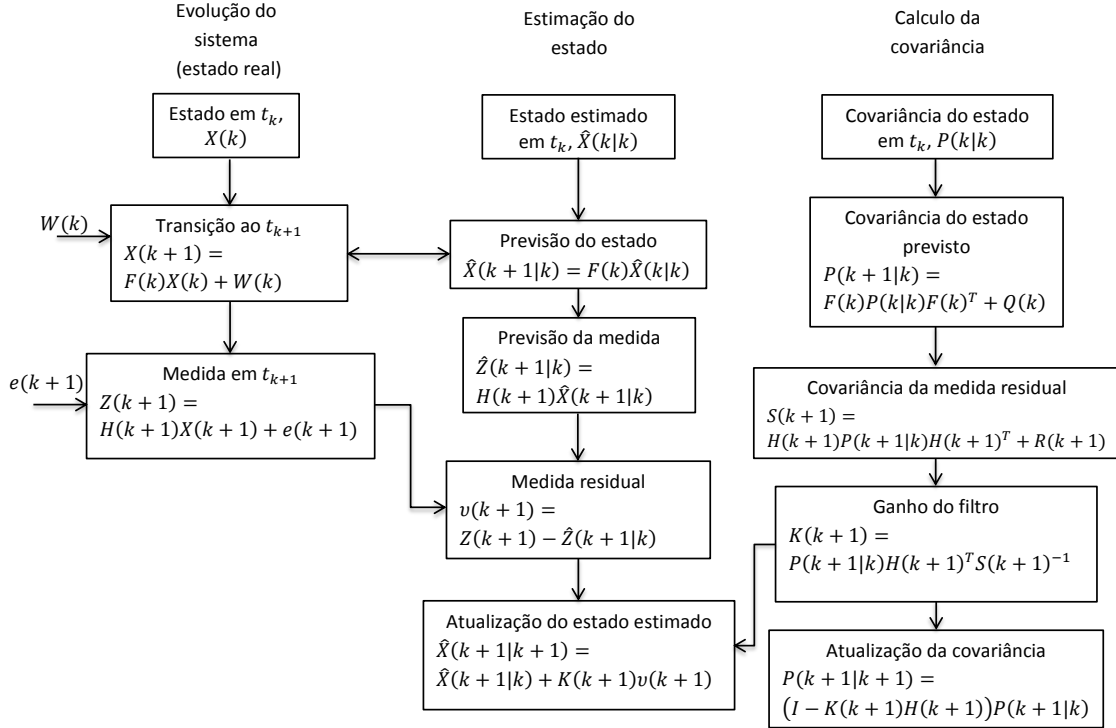 Evolução do
sistema
(estado real)
Estado em t_k,
X(k)
W(k)
Transição ao t_{k+1}
X(k + 1) =
F(k)X(k) + W(k)
e(k + 1)
Medida em t_{k+1}
Z(k + 1) =
H(k + 1)X(k + 1) + e(k + 1)
Estimação do
estado
Estado estimado
em t_k, X̂(k|k)
Previsão do estado
X̂(k + 1|k) = F(k)X̂(k|k)
Previsão da medida
Ẑ(k + 1|k) =
H(k + 1)X̂(k + 1|k)
Medida residual
υ(k + 1) =
Z(k + 1) − Ẑ(k + 1|k)
Atualização do estado estimado
X̂(k + 1|k + 1) =
X̂(k + 1|k) + K(k + 1)υ(k + 1)
Calculo da
covariância
Covariância do estado
em t_k, P(k|k)
Covariância do estado
previsto
P(k + 1|k) =
F(k)P(k|k)F(k)^T + Q(k)
Covariância da medida residual
S(k + 1) =
H(k + 1)P(k + 1|k)H(k + 1)^T + R(k + 1)
Ganho do filtro
K(k + 1) =
P(k + 1|k)H(k + 1)^T S(k + 1)^{−1}
Atualização da covariância
P(k + 1|k + 1) =
(I − K(k + 1)H(k + 1))P(k + 1|k)